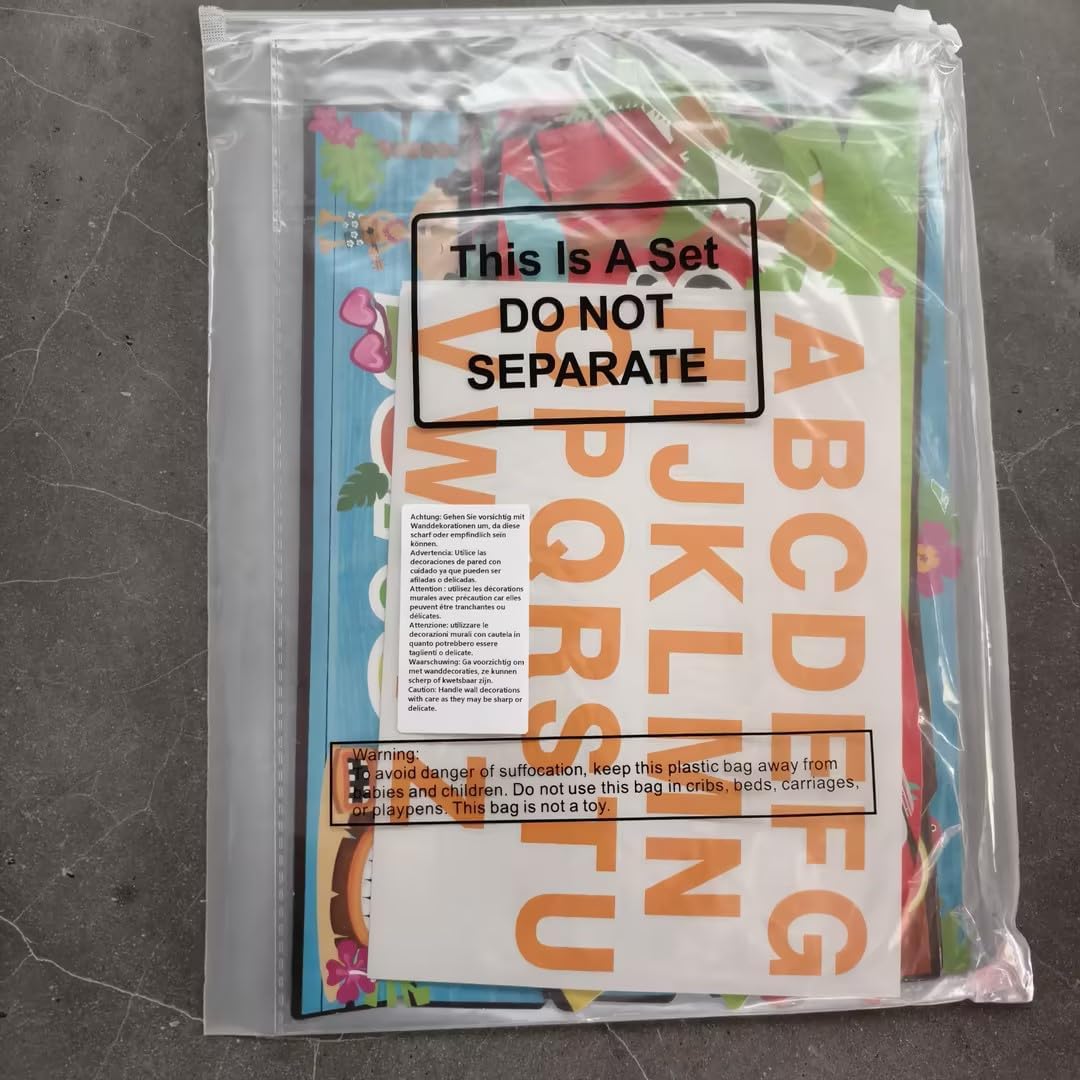 This Is A Set
DO NOT
SEPARATE
A B C D E F G
H I J K L M N
O P Q R S T U
V W Z
Achtung: Gehen Sie vorsichtig mit
Wanddekorationen um, da diese
scharf oder empfindlich sein
können.
Advertencia: Utilice las
decoraciones de pared con
cuidado ya que pueden ser
afiladas o delicadas.
Attention : utilisez les décorations
murales avec précaution car elles
peuvent être tranchantes ou
délicates.
Attenzione: utilizzare le
decorazioni murali con cautela in
quanto potrebbero essere
taglienti o delicate.
Waarschuwing: Ga voorzichtig om
met wanddecoraties, ze kunnen
scherp of kwetsbaar zijn.
Caution: Handle wall decorations
with care as they may be sharp or
delicate.
Warning:
To avoid danger of suffocation, keep this plastic bag away from
babies and children. Do not use this bag in cribs, beds, carriages,
or playpens. This bag is not a toy.